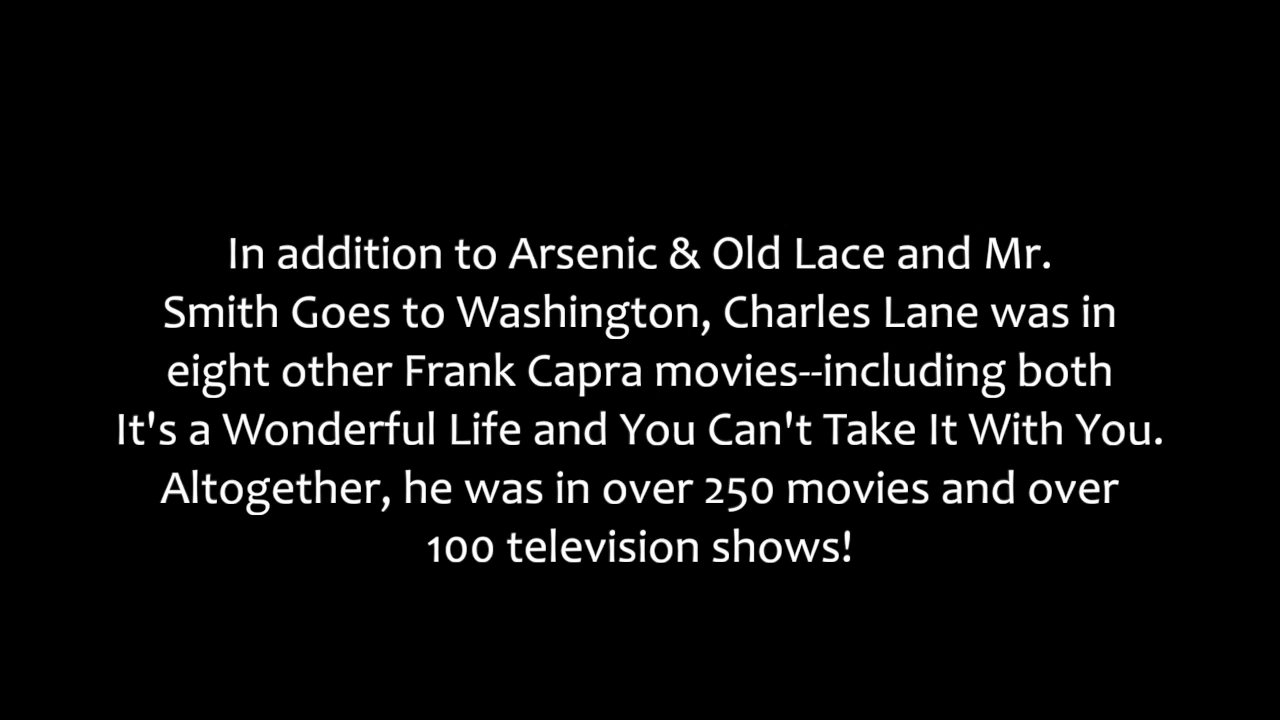 In addition to Arsenic & Old Lace and Mr.
Smith Goes to Washington, Charles Lane was in
eight other Frank Capra movies--including both
It's a Wonderful Life and You Can't Take It With You.
Altogether, he was in over 250 movies and over
100 television shows!